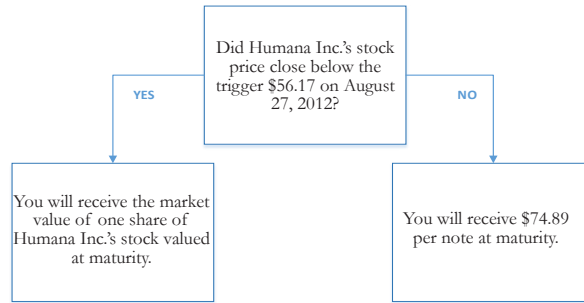 Did Humana Inc.'s stock
price close below the
trigger $56.17 on August
27, 2012?
YES
NO
You will receive the market
value of one share of
Humana Inc.'s stock valued
at maturity.
You will receive $74.89
per note at maturity.